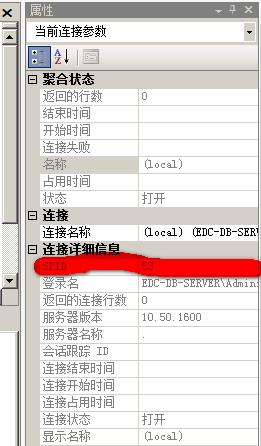 属性
当前连接参数
聚合状态
返回的行数 0
结束时间
开始时间
连接失败
名称 (local)
占用时间
状态 打开
连接
连接名称 (local) (EDC-DB-SERV
连接详细信息
SPID 53
登录名 EDC-DB-SERVER\Admin
返回的连接行数 0
服务器版本 10.50.1600
服务器名称 .
会话跟踪 ID
连接结束时间
连接开始时间
连接占用时间
连接状态 打开
显示名称 (local)